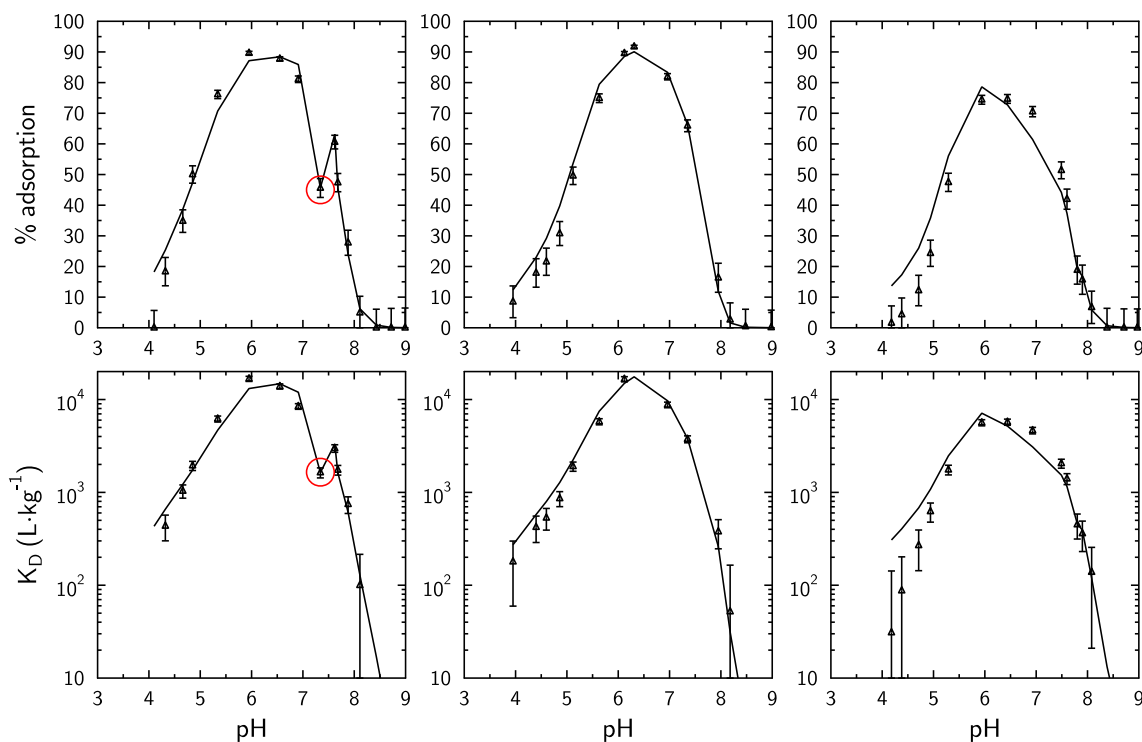 100 100 100
90 90 90
80 80 80
70 70 70
60 60 60
50 50 50
40 40 40
30 30 30
20 20 20
10 10 10
0 0 0
% adsorption
3 4 5 6 7 8 9 3 4 5 6 7 8 9 3 4 5 6 7 8 9
10⁴ 10⁴ 10⁴
10³ 10³ 10³
10² 10² 10²
10 10 10
K_D (L·kg⁻¹)
3 4 5 6 7 8 9 3 4 5 6 7 8 9 3 4 5 6 7 8 9
pH pH pH